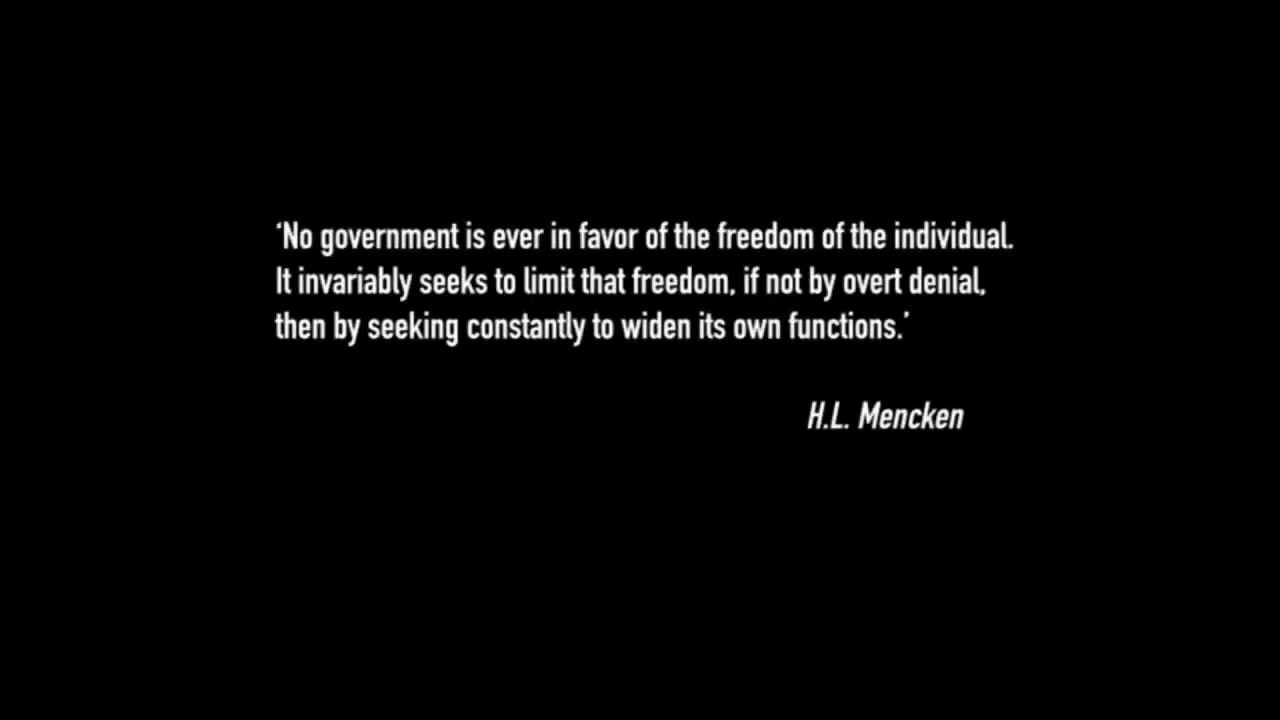 ‘No government is ever in favor of the freedom of the individual.
It invariably seeks to limit that freedom, if not by overt denial,
then by seeking constantly to widen its own functions.’
H.L. Mencken